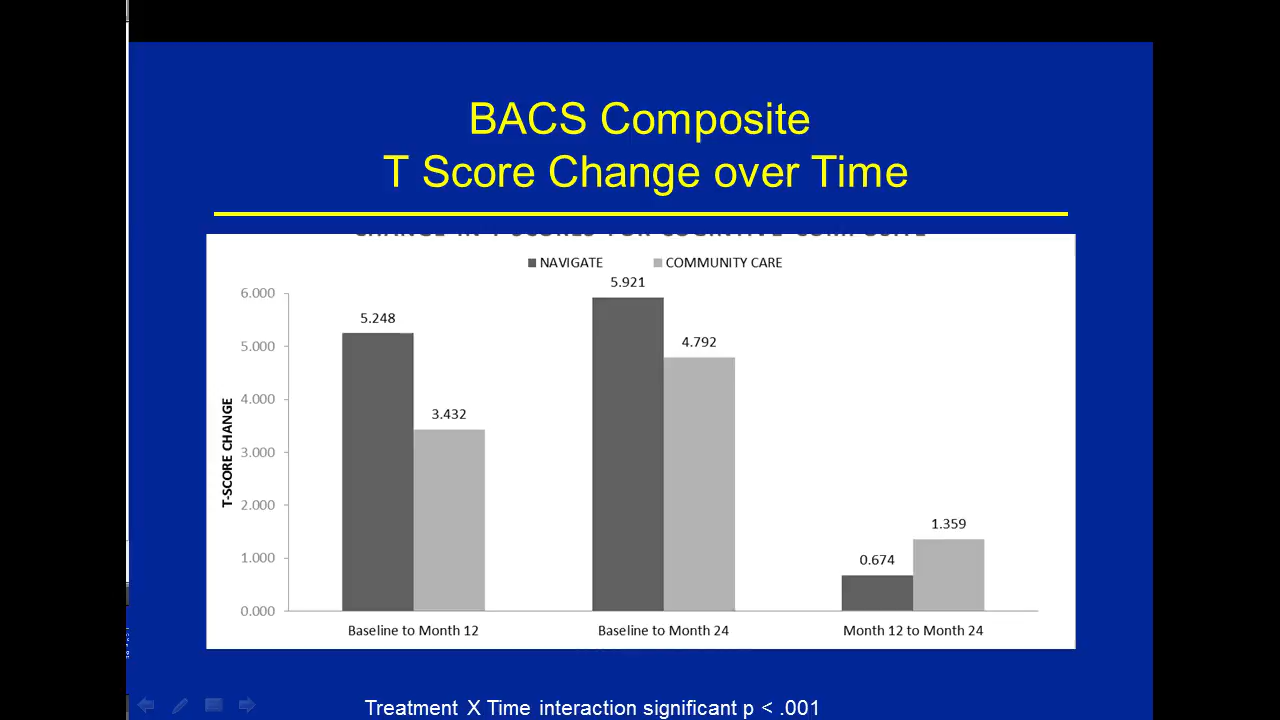 BACS Composite
T Score Change over Time
CHANGE IN T-SCORES FOR COGNITIVE COMPOSITE
NAVIGATE COMMUNITY CARE
5.921
6.000
5.248
5.000
4.792
4.000
3.432
3.000
2.000
1.359
1.000
0.674
0.000
T-SCORE CHANGE
Baseline to Month 12 Baseline to Month 24 Month 12 to Month 24
Treatment X Time interaction significant p < .001